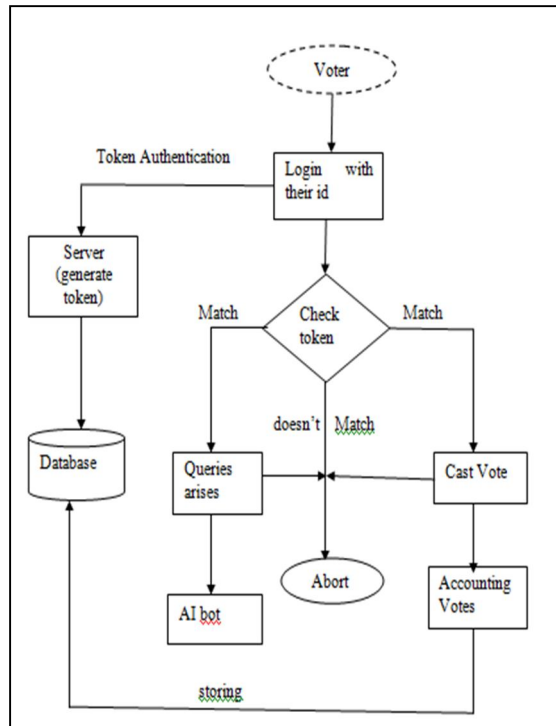 Voter
Token Authentication
Login with
their id
Server
(generate
token)
Match
Check
token
Match
doesn't Match
Database
Queries
arises
Cast Vote
Abort
AI bot
Accounting
Votes
storing